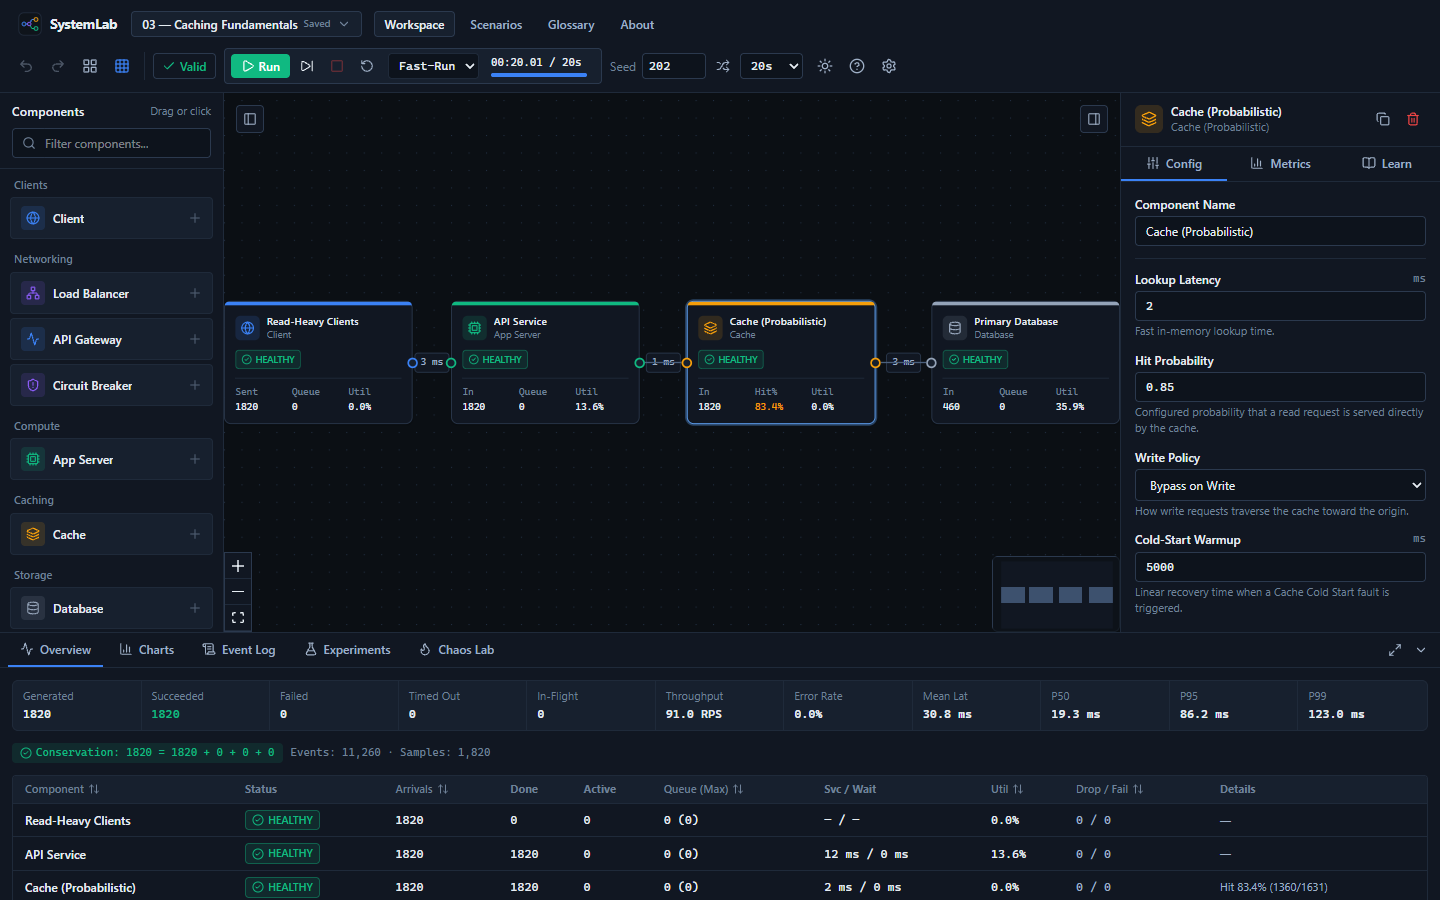 SystemLab
03 — Caching Fundamentals Saved
Workspace
Scenarios
Glossary
About
Valid
Run
Fast-Run
00:20.01 / 20s
Seed
202
20s
Components
Drag or click
Filter components...
Clients
Client
Networking
Load Balancer
API Gateway
Circuit Breaker
Compute
App Server
Caching
Cache
Storage
Database
Read-Heavy Clients
Client
HEALTHY
Sent Queue Util
1820 0 0.0%
3 ms
API Service
App Server
HEALTHY
In Queue Util
1820 0 13.6%
1 ms
Cache (Probabilistic)
Cache
HEALTHY
In Hit% Util
1820 83.4% 0.0%
3 ms
Primary Database
Database
HEALTHY
In Queue Util
460 0 35.9%
Cache (Probabilistic)
Cache (Probabilistic)
Config
Metrics
Learn
Component Name
Cache (Probabilistic)
Lookup Latency ms
2
Fast in-memory lookup time.
Hit Probability
0.85
Configured probability that a read request is served directly
by the cache.
Write Policy
Bypass on Write
How write requests traverse the cache toward the origin.
Cold-Start Warmup ms
5000
Linear recovery time when a Cache Cold Start fault is
triggered.
Overview
Charts
Event Log
Experiments
Chaos Lab
Generated Succeeded Failed Timed Out In-Flight Throughput Error Rate Mean Lat P50 P95 P99
1820 1820 0 0 0 91.0 RPS 0.0% 30.8 ms 19.3 ms 86.2 ms 123.0 ms
Conservation: 1820 = 1820 + 0 + 0 + 0 Events: 11,260 · Samples: 1,820
Component Status Arrivals Done Active Queue (Max) Svc / Wait Util Drop / Fail Details
Read-Heavy Clients HEALTHY 1820 0 0 0 (0) — / — 0.0% 0 / 0 —
API Service HEALTHY 1820 1820 0 0 (0) 12 ms / 0 ms 13.6% 0 / 0 —
Cache (Probabilistic) HEALTHY 1820 1820 0 0 (0) 2 ms / 0 ms 0.0% 0 / 0 Hit 83.4% (1360/1631)